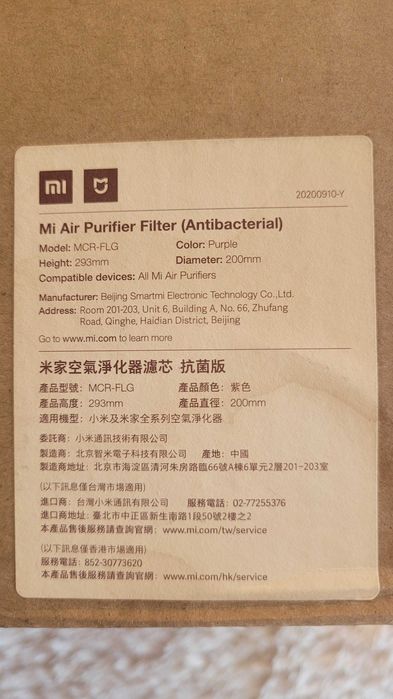 mi
20200910-Y
Mi Air Purifier Filter (Antibacterial)
Model: MCR-FLG Color: Purple
Height: 293mm Diameter: 200mm
Compatible devices: All Mi Air Purifiers
Manufacturer: Beijing Smartmi Electronic Technology Co.,Ltd.
Address: Room 201-203, Unit 6, Building A, No. 66, Zhufang
Road, Qinghe, Haidian District, Beijing
Go to www.mi.com to learn more
米家空氣淨化器濾芯 抗菌版
產品型號: MCR-FLG 產品顏色: 紫色
產品高度: 293mm 產品直徑: 200mm
適用機型: 小米及米家全系列空氣淨化器
委託商: 小米通訊技術有限公司
製造商: 北京智米電子科技有限公司 產地: 中國
製造商地址: 北京市海淀區清河朱房路臨66號A棟6單元2層201-203室
(以下訊息僅台灣市場適用)
進口商: 台灣小米通訊有限公司 服務電話: 02-77255376
進口商地址: 臺北市中正區新生南路1段50號2樓之2
本產品售後服務請查詢官網: www.mi.com/tw/service
(以下訊息僅香港市場適用)
服務電話: 852-30773620
本產品售後服務請查詢官網: www.mi.com/hk/service